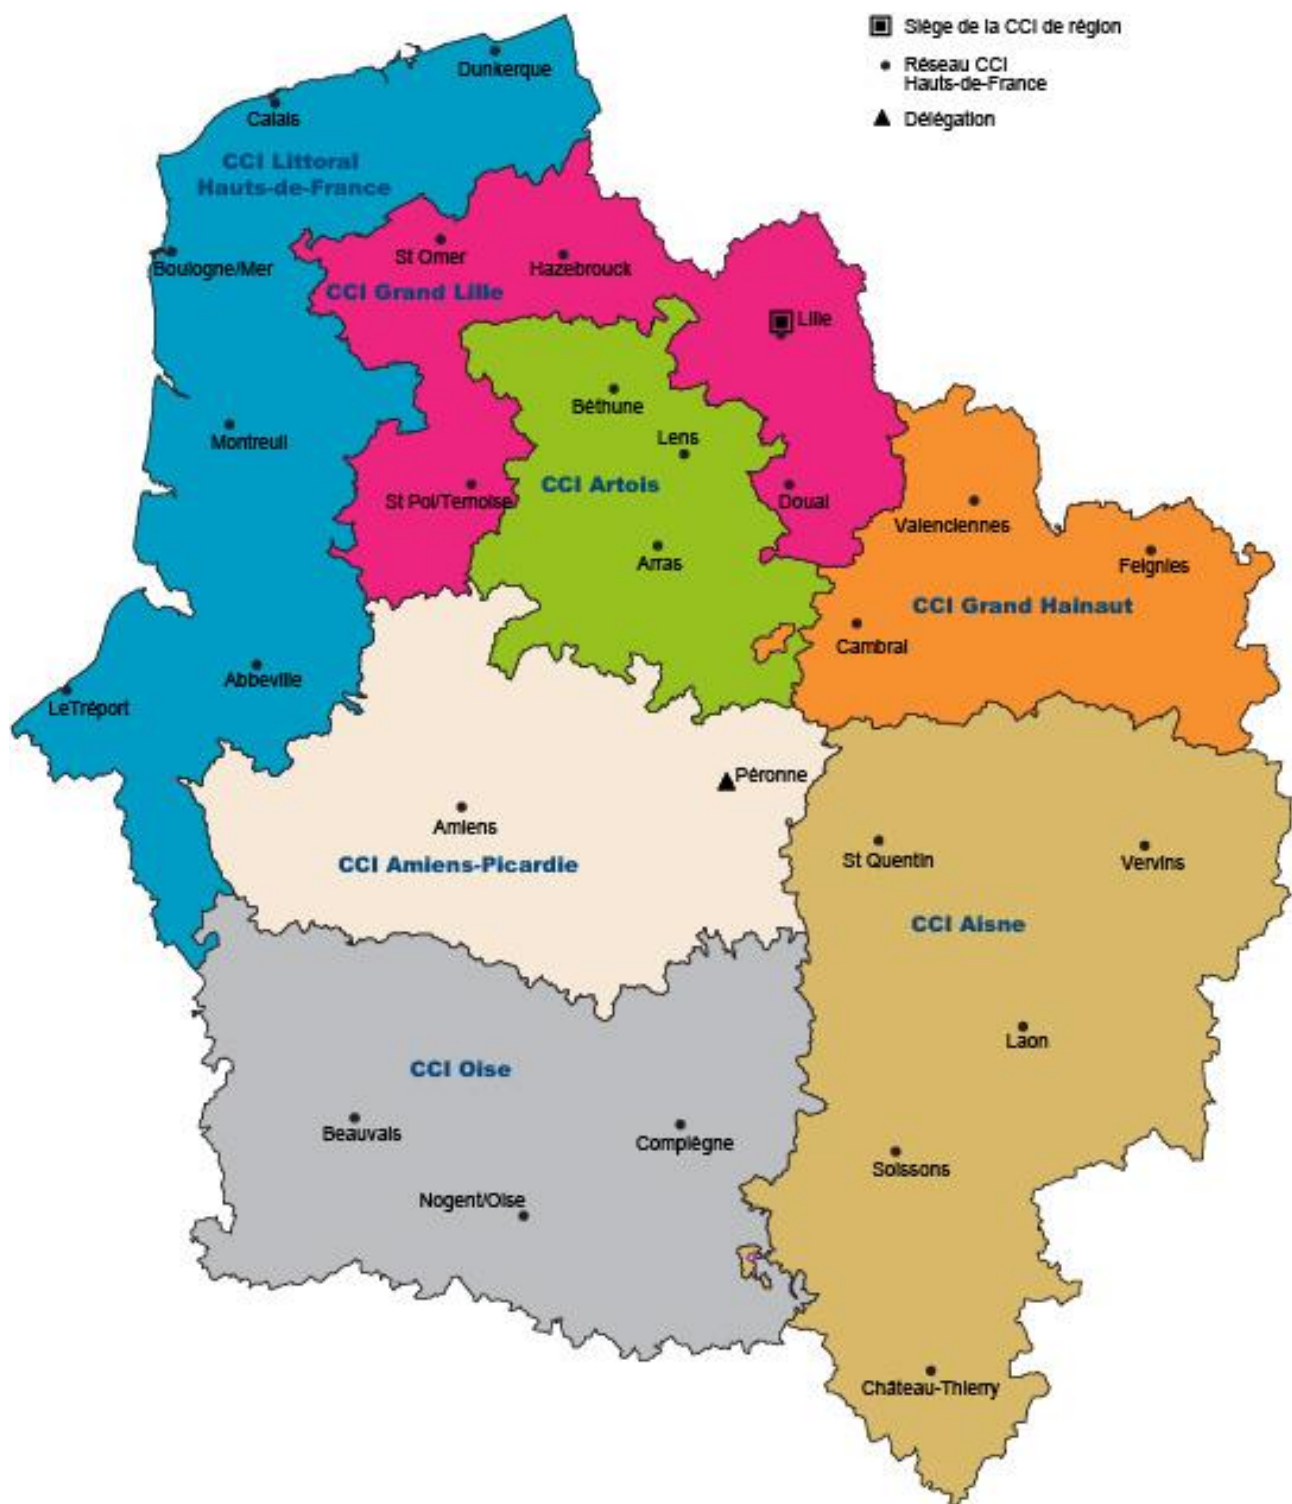 Siège de la CCI de région
Réseau CCI
Hauts-de-France
Délégation
Dunkerque
Calais
CCI Littoral
Hauts-de-France
St Omer
Hazebrouck
Boulogne/Mer
CCI Grand Lille
Lille
Béthune
Montreuil
Lens
CCI Artois
St Pol/Ternoise
Douai
Valenciennes
Arras
Feignies
CCI Grand Hainaut
Cambrai
Abbeville
LeTréport
Péronne
Amiens
CCI Amiens-Picardie
St Quentin
Vervins
CCI Aisne
Laon
CCI Oise
Beauvais
Compiègne
Soissons
Nogent/Oise
Château-Thierry